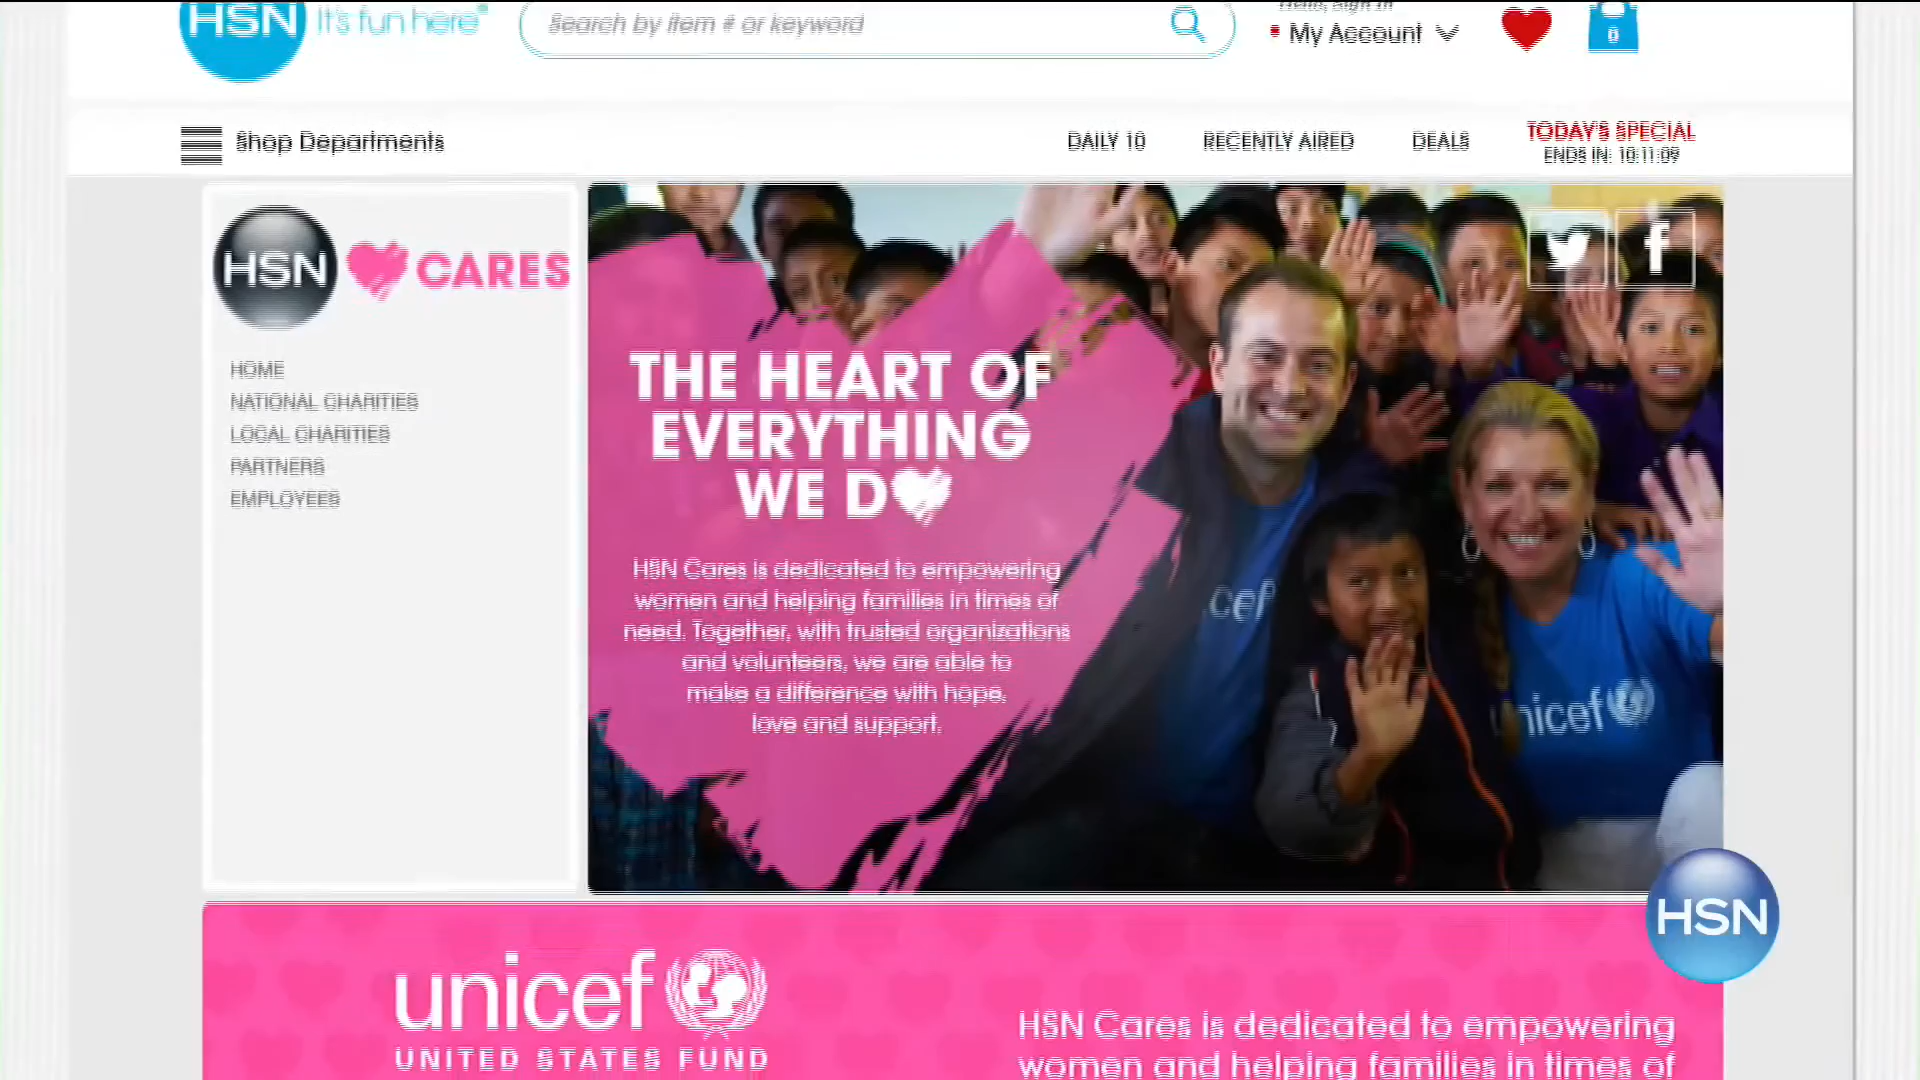 HSN It's fun here
Search by item # or keyword
Hello, Sign In
My Account
0
Shop Departments
DAILY 10
RECENTLY AIRED
DEALS
TODAY'S SPECIAL
ENDS IN: 10:11:09
HSN CARES
HOME
NATIONAL CHARITIES
LOCAL CHARITIES
PARTNERS
EMPLOYEES
THE HEART OF
EVERYTHING
WE D
HSN Cares is dedicated to empowering
women and helping families in times of
need. Together, with trusted organizations
and volunteers, we are able to
make a difference with hope,
love and support.
unicef
HSN
unicef
UNITED STATES FUND
HSN Cares is dedicated to empowering
women and helping families in times of